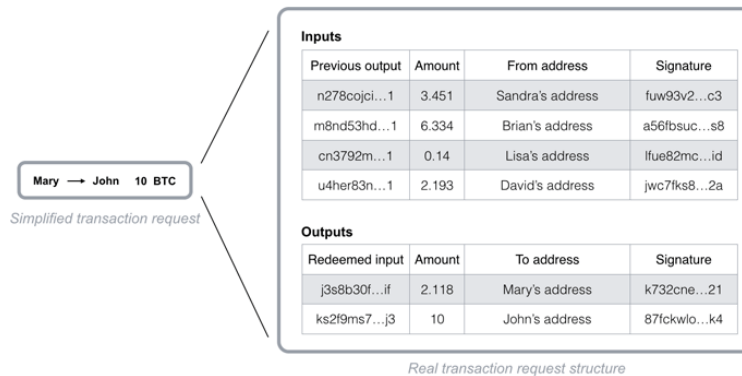 Mary → John 10 BTC
Simplified transaction request
Inputs
Previous output Amount From address Signature
n278cojci…1 3.451 Sandra's address fuw93v2…c3
m8nd53hd…1 6.334 Brian's address a56fbsuc…s8
cn3792m…1 0.14 Lisa's address lfue82mc…id
u4her83n…1 2.193 David's address jwc7fks8…2a
Outputs
Redeemed input Amount To address Signature
j3s8b30f…if 2.118 Mary's address k732cne…21
ks2f9ms7…j3 10 John's address 87fckwlo…k4
Real transaction request structure